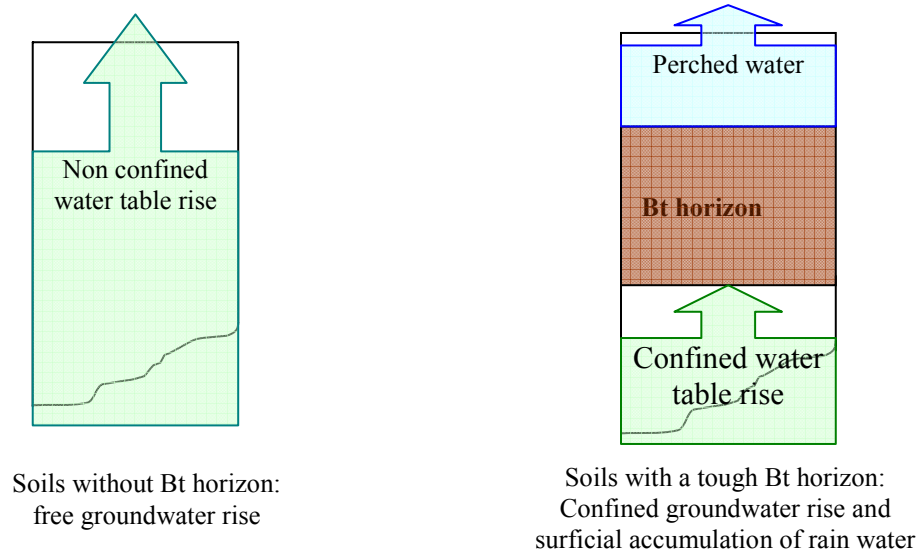 Non confined
water table rise
Soils without Bt horizon:
free groundwater rise
Perched water
Bt horizon
Confined water
table rise
Soils with a tough Bt horizon:
Confined groundwater rise and
surficial accumulation of rain water